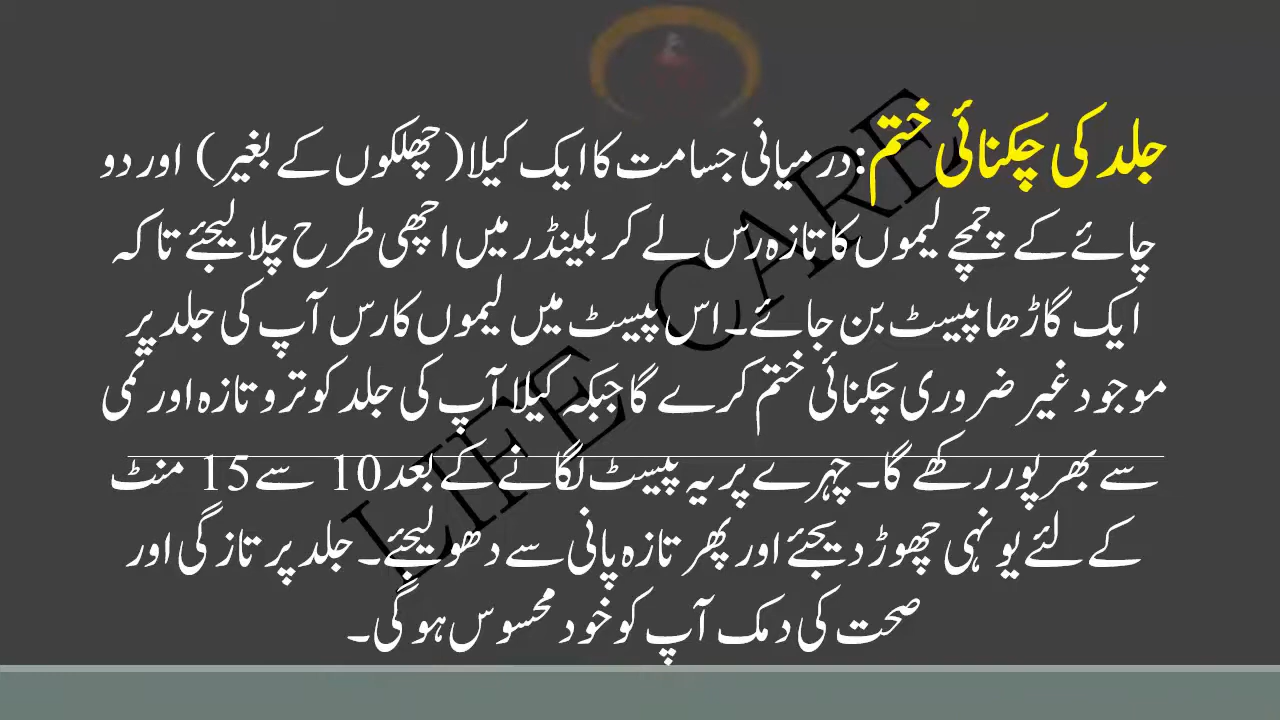 جلد کی چکنائی ختم:درمیانی جسامت کا ایک کیلا(چھلکوں کے بغیر) اور دو
چائے کے چمچے لیموں کا تازہ رس لے کر بلینڈر میں اچھی طرح چلا لیجئے تاکہ
ایک گاڑھا پیسٹ بن جائے۔اس پیسٹ میں لیموں کا رس آپ کی جلد پر
موجود غیر ضروری چکنائی ختم کرے گا جبکہ کیلا آپ کی جلد کو تروتازہ اور نمی
سے بھرپور رکھے گا۔ چہرے پر یہ پیسٹ لگانے کے بعد 10 سے 15 منٹ
کے لئے یونہی چھوڑ دیجئے اور پھر تازہ پانی سے دھو لیجئے۔ جلد پر تازگی اور
صحت کی دمک آپ کو خود محسوس ہو گی۔
LIFE CARE